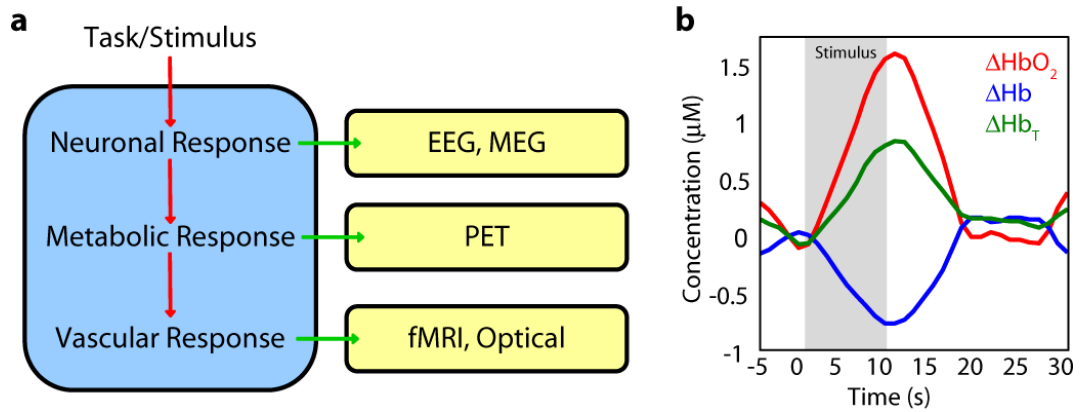 a
Task/Stimulus
Neuronal Response
EEG, MEG
Metabolic Response
PET
Vascular Response
fMRI, Optical
b
Stimulus
ΔHbO₂
ΔHb
ΔHb_T
Concentration (μM)
1.5
1
0.5
0
-0.5
-1
-5 0 5 10 15 20 25 30
Time (s)